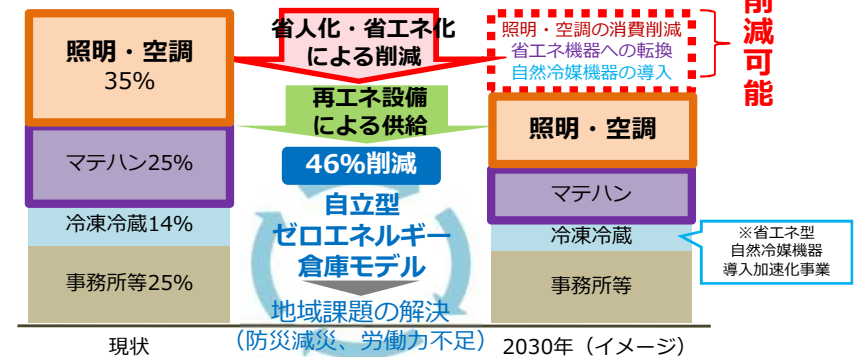 照明・空調
35%
マテハン25%
冷凍冷蔵14%
事務所等25%
現状
省人化・省エネ化
による削減
再エネ設備
による供給
46%削減
自立型
ゼロエネルギー
倉庫モデル
地域課題の解決
（防災減災、労働力不足）
照明・空調の消費削減
省エネ機器への転換
自然冷媒機器の導入
削減可能
照明・空調
マテハン
冷凍冷蔵
事務所等
2030年（イメージ）
※省エネ型
自然冷媒機器
導入加速化事業